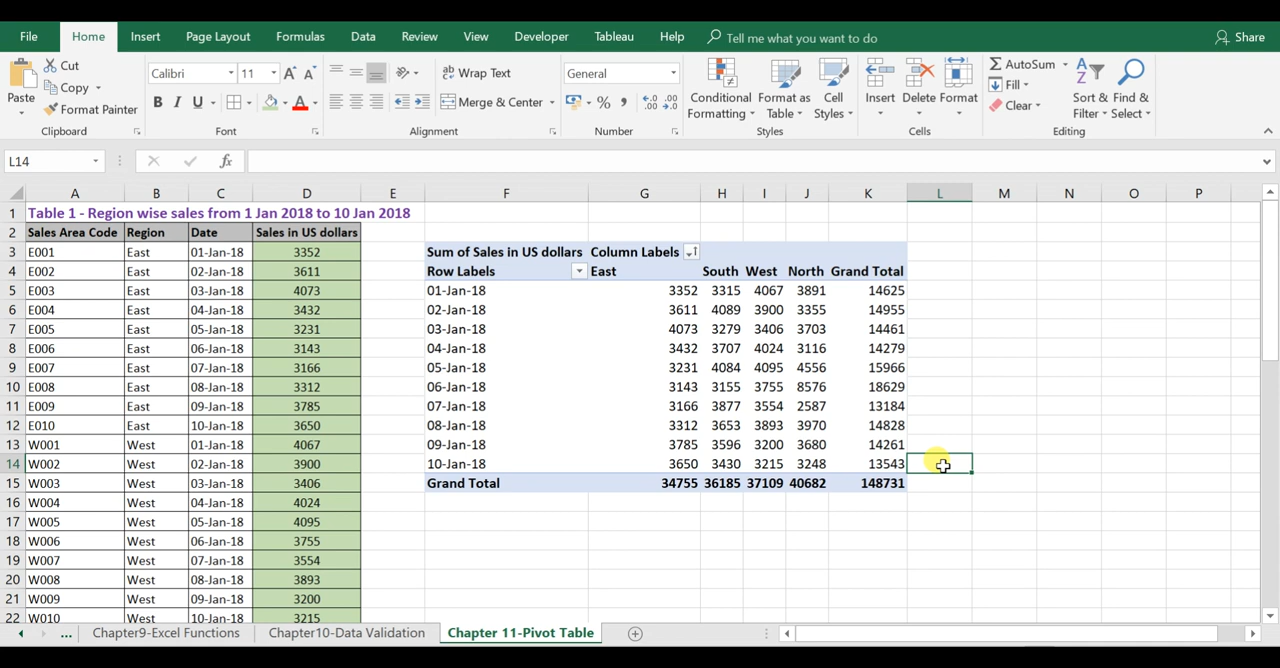 File Home Insert Page Layout Formulas Data Review View Developer Tableau Help Tell me what you want to do Share
Paste Cut Copy Format Painter Clipboard
Calibri 11 A A B I U A Font
Wrap Text Merge & Center Alignment
General % Number
Conditional Formatting Format as Table Cell Styles Styles
Insert Delete Format Cells
AutoSum Fill Clear Sort & Filter Find & Select Editing
L14 fx
A B C D E F G H I J K L M N O P
1 Table 1 - Region wise sales from 1 Jan 2018 to 10 Jan 2018
2 Sales Area Code Region Date Sales in US dollars
3 E001 East 01-Jan-18 3352 Sum of Sales in US dollars Column Labels
4 E002 East 02-Jan-18 3611 Row Labels East South West North Grand Total
5 E003 East 03-Jan-18 4073 01-Jan-18 3352 3315 4067 3891 14625
6 E004 East 04-Jan-18 3432 02-Jan-18 3611 4089 3900 3355 14955
7 E005 East 05-Jan-18 3231 03-Jan-18 4073 3279 3406 3703 14461
8 E006 East 06-Jan-18 3143 04-Jan-18 3432 3707 4024 3116 14279
9 E007 East 07-Jan-18 3166 05-Jan-18 3231 4084 4095 4556 15966
10 E008 East 08-Jan-18 3312 06-Jan-18 3143 3155 3755 8576 18629
11 E009 East 09-Jan-18 3785 07-Jan-18 3166 3877 3554 2587 13184
12 E010 East 10-Jan-18 3650 08-Jan-18 3312 3653 3893 3970 14828
13 W001 West 01-Jan-18 4067 09-Jan-18 3785 3596 3200 3680 14261
14 W002 West 02-Jan-18 3900 10-Jan-18 3650 3430 3215 3248 13543
15 W003 West 03-Jan-18 3406 Grand Total 34755 36185 37109 40682 148731
16 W004 West 04-Jan-18 4024
17 W005 West 05-Jan-18 4095
18 W006 West 06-Jan-18 3755
19 W007 West 07-Jan-18 3554
20 W008 West 08-Jan-18 3893
21 W009 West 09-Jan-18 3200
22 W010 West 10-Jan-18 3215
... Chapter9-Excel Functions Chapter10-Data Validation Chapter 11-Pivot Table